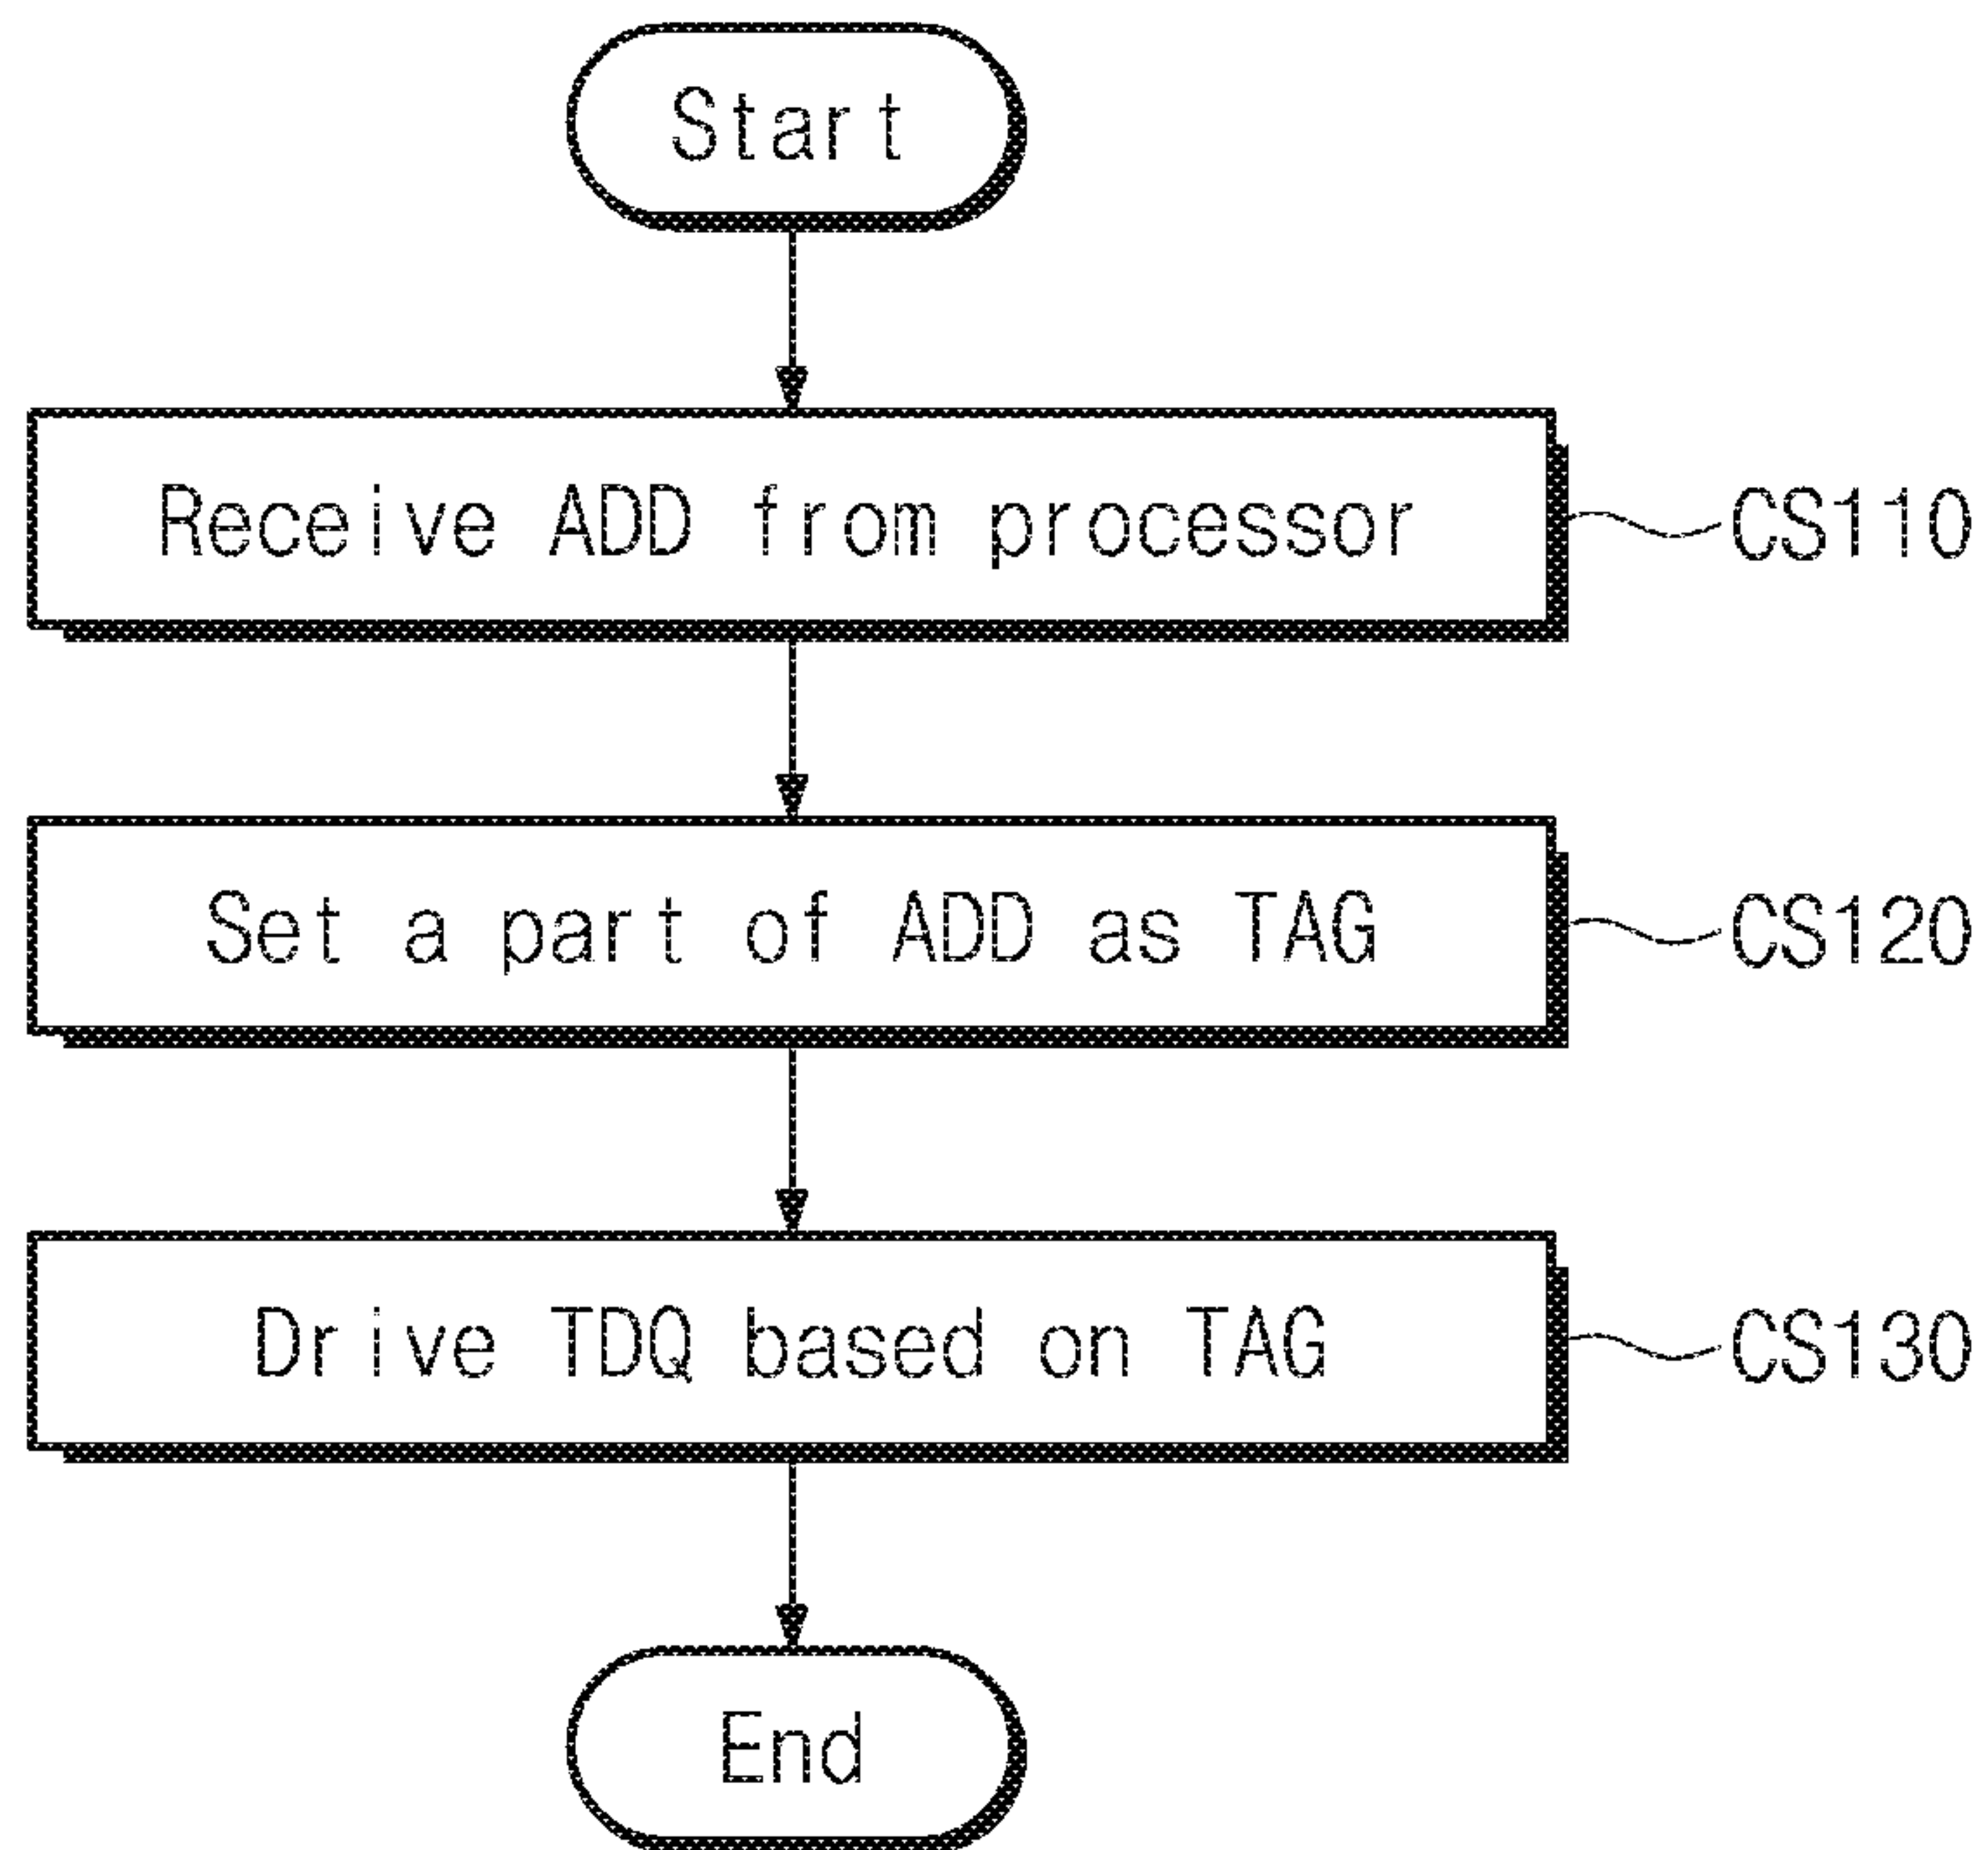 Start
Receive ADD from processor
CS110
Set a part of ADD as TAG
CS120
Drive TDQ based on TAG
CS130
End